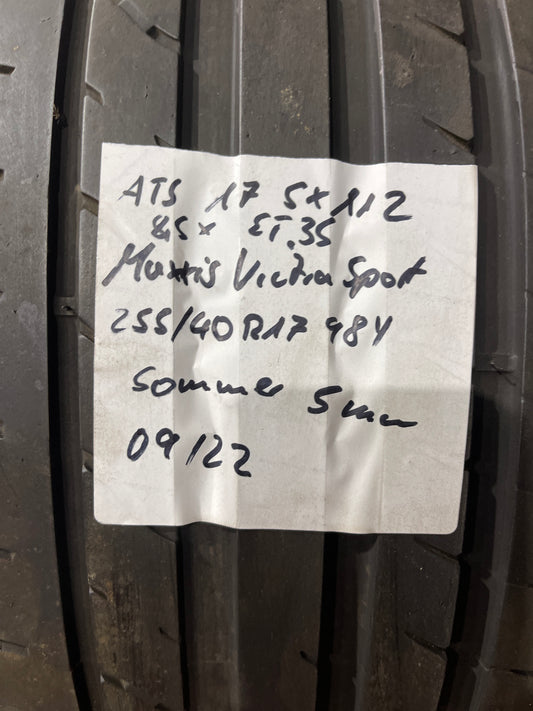 ATS 17 5x112
8,5x ET.35
Maxxis Victra Sport
255/40 R17 98Y
Sommer 5mm
09/22